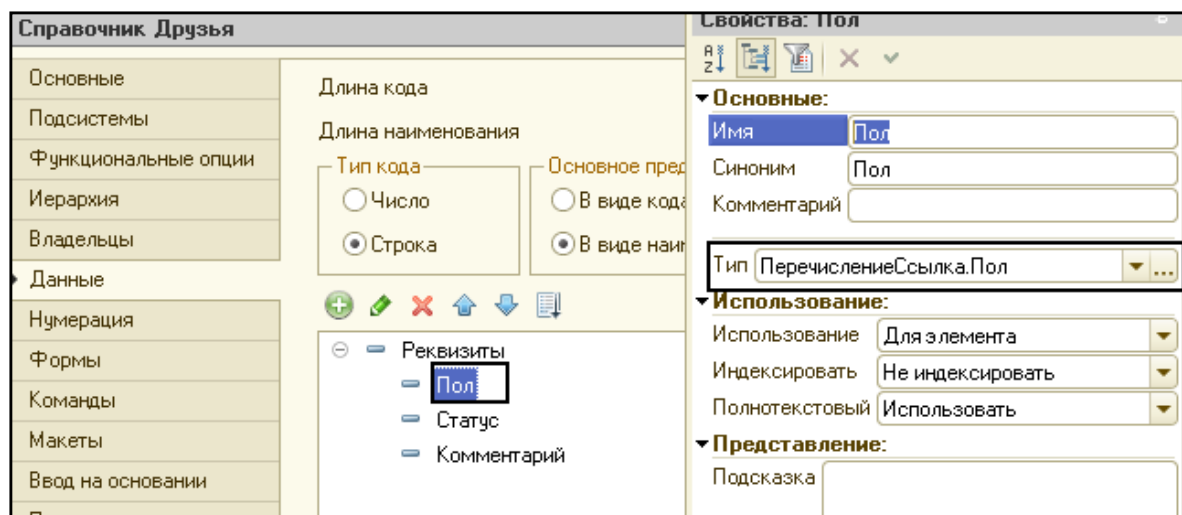 Справочник Друзья
Основные
Подсистемы
Функциональные опции
Иерархия
Владельцы
Данные
Нумерация
Формы
Команды
Макеты
Ввод на основании
Длина кода
Длина наименования
Тип кода
Число
Строка
Основное пред
В виде кода
В виде наим
Реквизиты
Пол
Статус
Комментарий
Свойства: Пол
Основные:
Имя Пол
Синоним Пол
Комментарий
Тип ПеречислениеСсылка.Пол ...
Использование:
Использование Для элемента
Индексировать Не индексировать
Полнотекстовый Использовать
Представление:
Подсказка